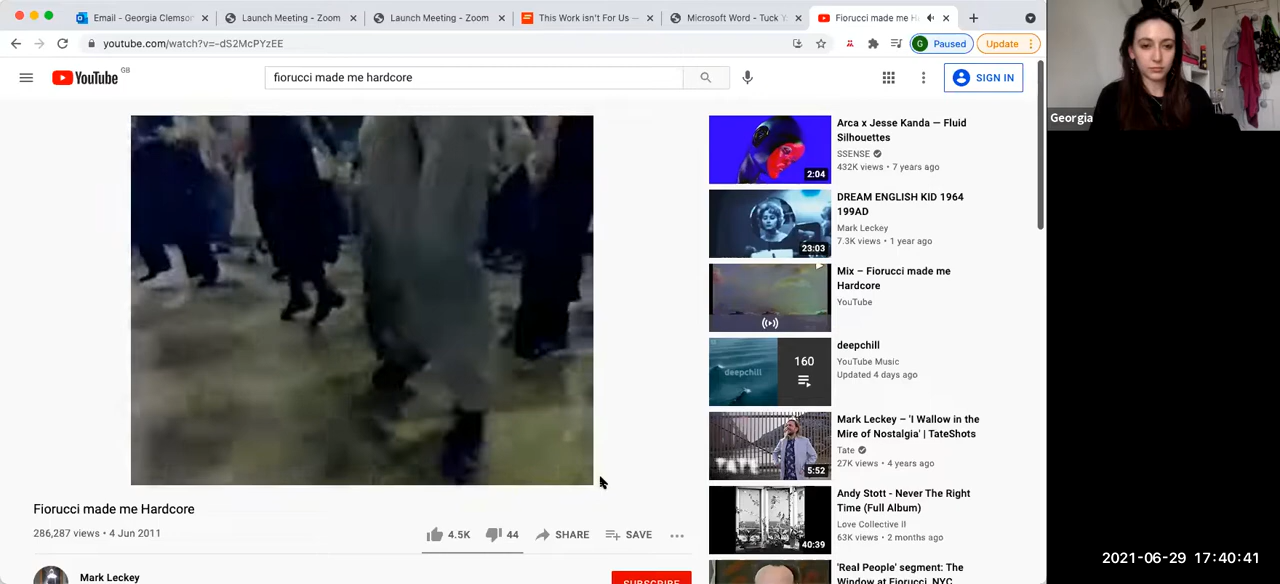 Email - Georgia Clemson
Launch Meeting - Zoom
Launch Meeting - Zoom
This Work isn't For Us —
Microsoft Word - Tuck
Fiorucci made me H
youtube.com/watch?v=-dS2McPYzEE
G Paused
Update
YouTube GB
fiorucci made me hardcore
SIGN IN
Arca x Jesse Kanda — Fluid
Silhouettes
SSENSE
432K views • 7 years ago
2:04
DREAM ENGLISH KID 1964
199AD
Mark Leckey
7.3K views • 1 year ago
23:03
Mix – Fiorucci made me
Hardcore
YouTube
deepchill
160
deepchill
YouTube Music
Updated 4 days ago
Mark Leckey – 'I Wallow in the
Mire of Nostalgia' | TateShots
Tate
27K views • 4 years ago
TATE
5:52
Andy Stott - Never The Right
Time (Full Album)
Love Collective II
63K views • 2 months ago
40:39
'Real People' segment: The
Window at Fiorucci, NYC
Fiorucci made me Hardcore
286,287 views • 4 Jun 2011
4.5K
44
SHARE
SAVE
Mark Leckey
SUBSCRIBE
Georgia
2021-06-29 17:40:41